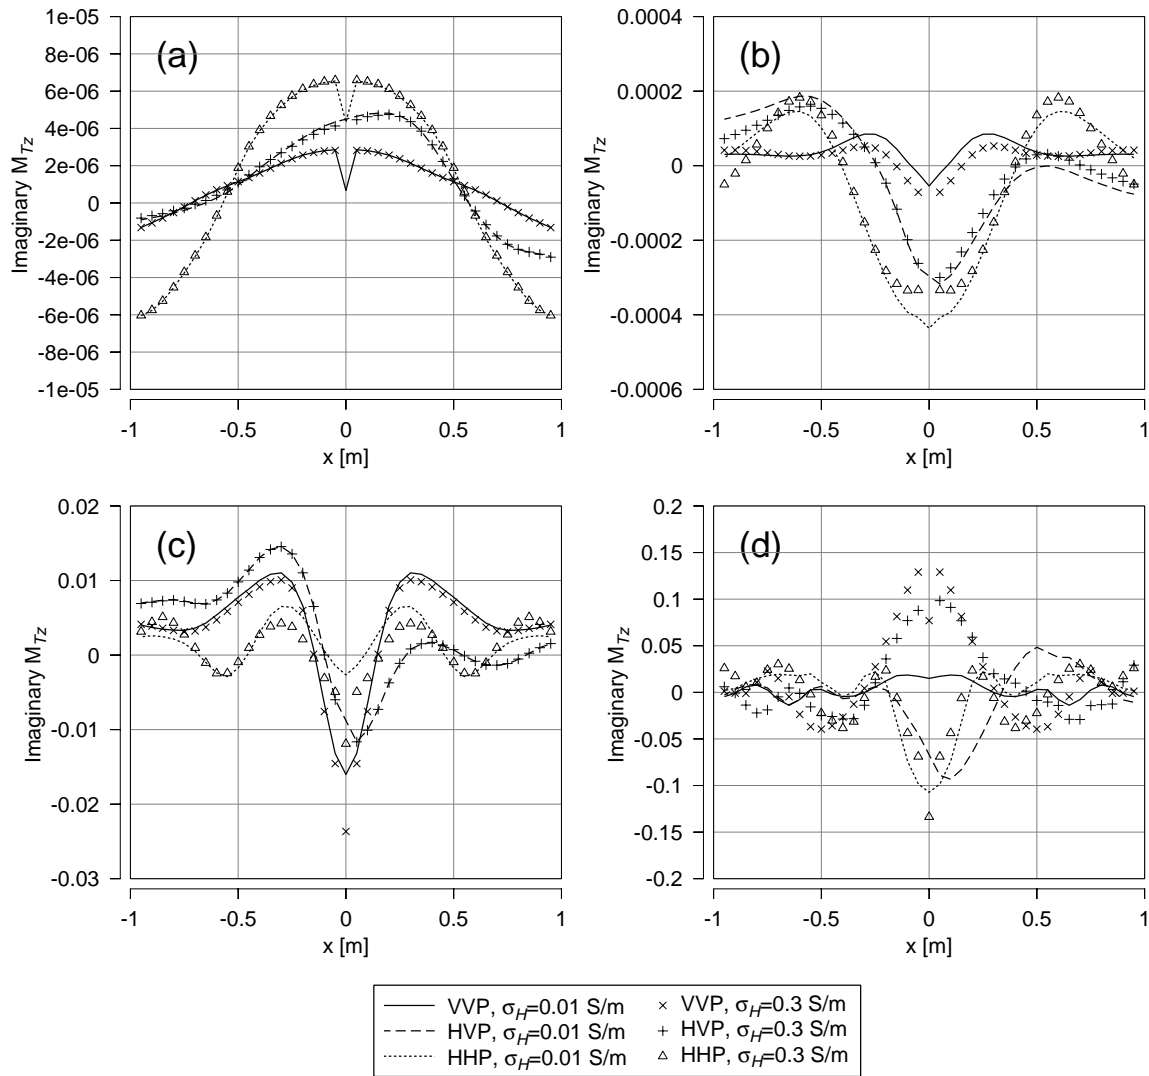 1e-05
8e-06
6e-06
4e-06
2e-06
0
-2e-06
-4e-06
-6e-06
-8e-06
-1e-05
Imaginary M_Tz
(a)
-1 -0.5 0 0.5 1
x [m]
0.0004
0.0002
0
-0.0002
-0.0004
-0.0006
Imaginary M_Tz
(b)
-1 -0.5 0 0.5 1
x [m]
0.02
0.01
0
-0.01
-0.02
-0.03
Imaginary M_Tz
(c)
-1 -0.5 0 0.5 1
x [m]
0.2
0.15
0.1
0.05
0
-0.05
-0.1
-0.15
-0.2
Imaginary M_Tz
(d)
-1 -0.5 0 0.5 1
x [m]
VVP, σ_H=0.01 S/m
HVP, σ_H=0.01 S/m
HHP, σ_H=0.01 S/m
VVP, σ_H=0.3 S/m
HVP, σ_H=0.3 S/m
HHP, σ_H=0.3 S/m